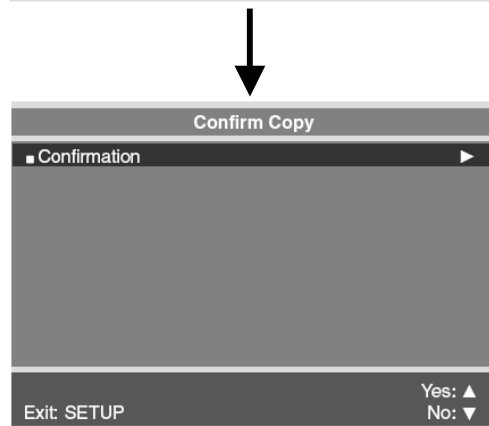 Confirm Copy
■ Confirmation ►
Yes: ▲
Exit: SETUP No: ▼